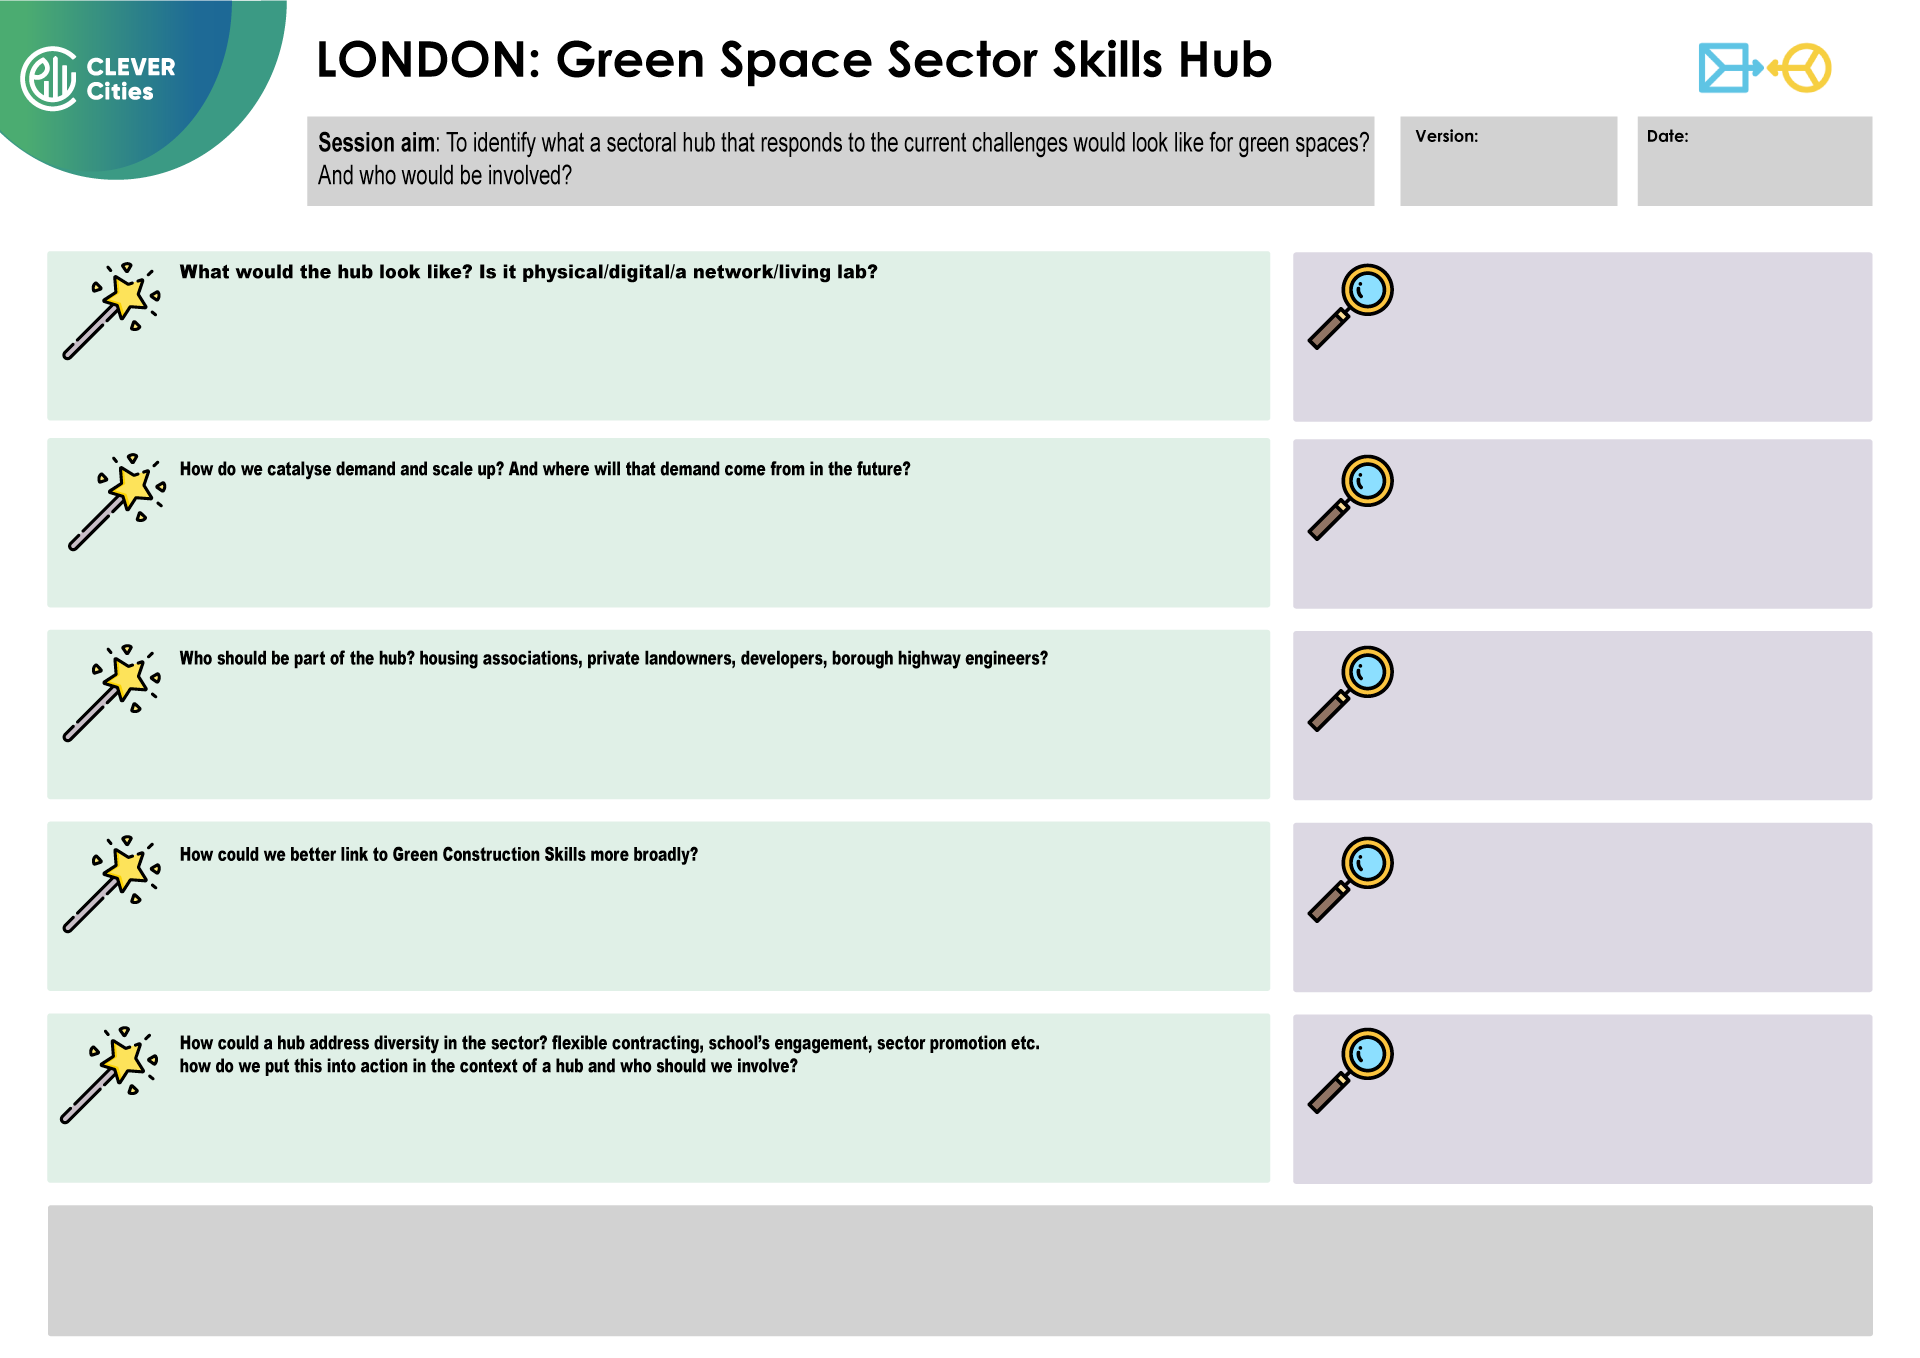 CLEVER
Cities
LONDON: Green Space Sector Skills Hub
Session aim: To identify what a sectoral hub that responds to the current challenges would look like for green spaces?
And who would be involved?
Version:
Date:
What would the hub look like? Is it physical/digital/a network/living lab?
How do we catalyse demand and scale up? And where will that demand come from in the future?
Who should be part of the hub? housing associations, private landowners, developers, borough highway engineers?
How could we better link to Green Construction Skills more broadly?
How could a hub address diversity in the sector? flexible contracting, school’s engagement, sector promotion etc.
how do we put this into action in the context of a hub and who should we involve?